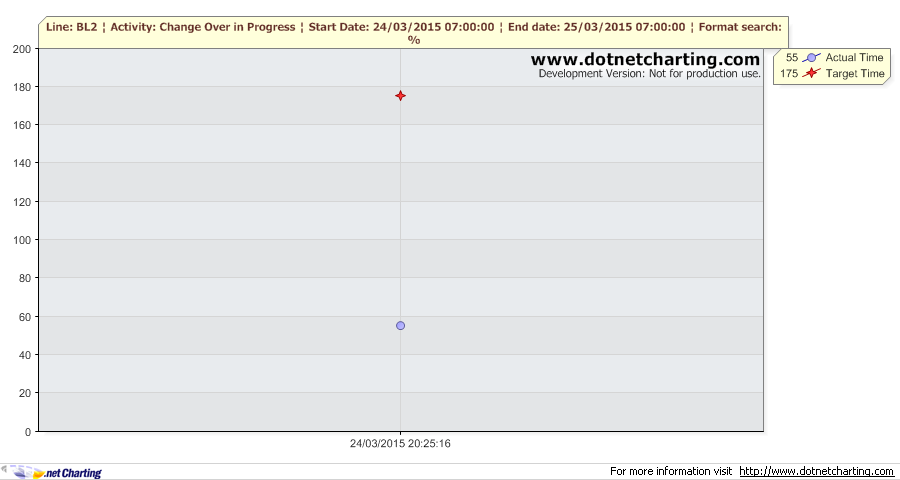 Line: BL2 ¦ Activity: Change Over in Progress ¦ Start Date: 24/03/2015 07:00:00 ¦ End date: 25/03/2015 07:00:00 ¦ Format search:
%
www.dotnetcharting.com
Development Version: Not for production use.
55 Actual Time
175 Target Time
200
180
160
140
120
100
80
60
40
20
0
24/03/2015 20:25:16
.net Charting
For more information visit http://www.dotnetcharting.com